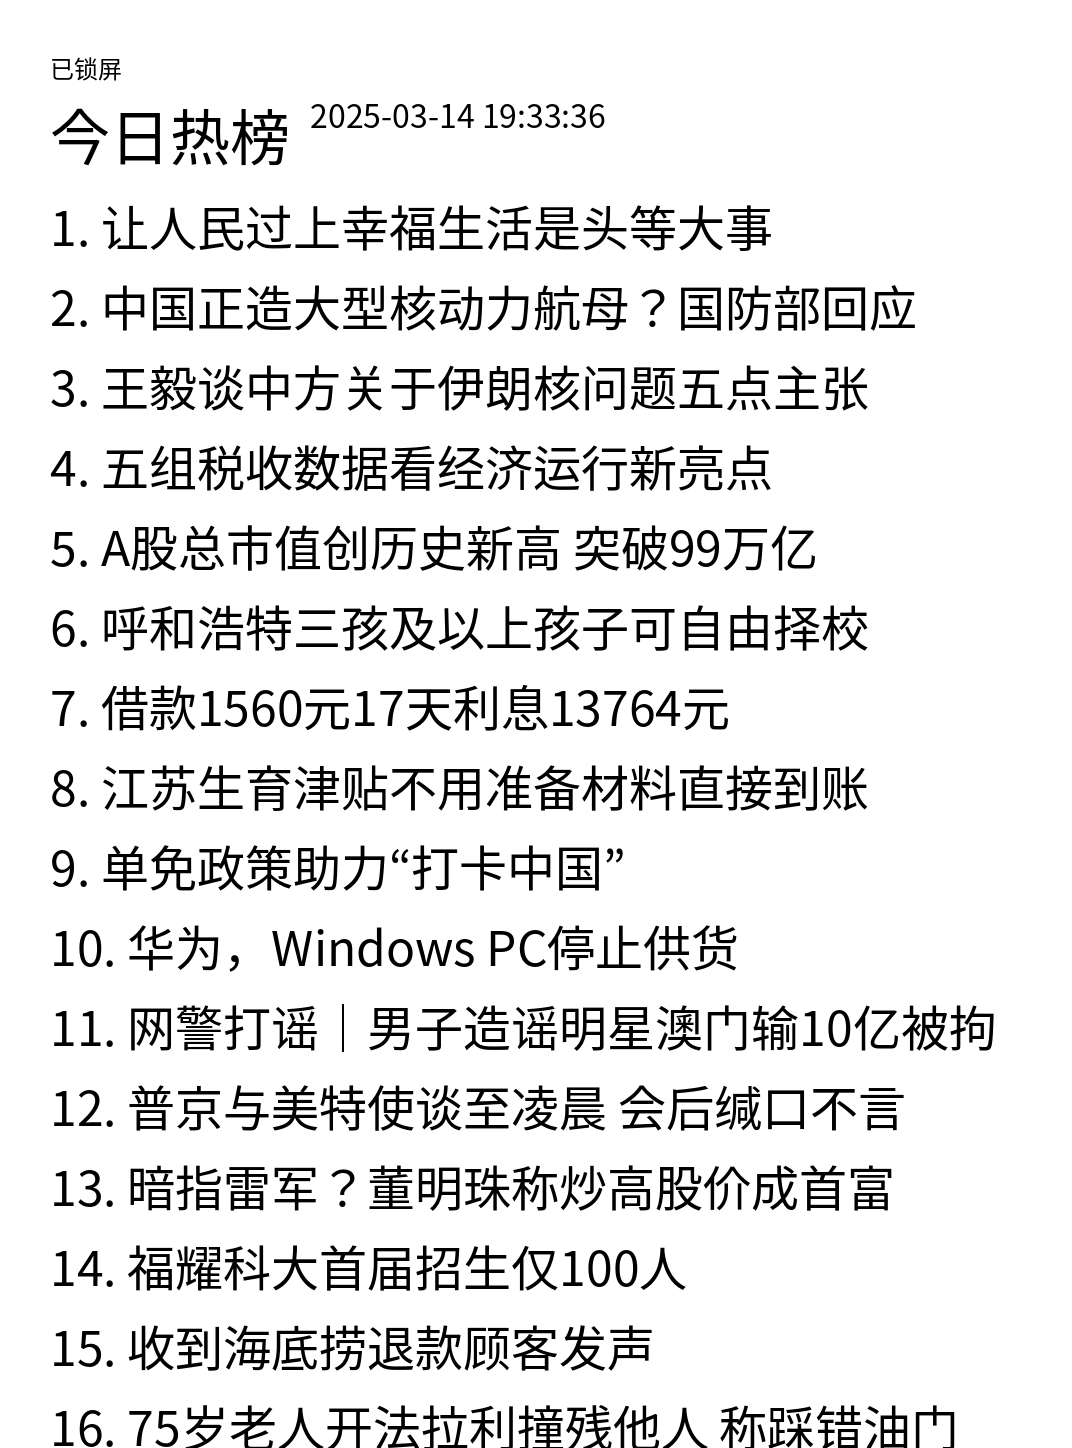 已锁屏
今日热榜 2025-03-14 19:33:36
1. 让人民过上幸福生活是头等大事
2. 中国正造大型核动力航母？国防部回应
3. 王毅谈中方关于伊朗核问题五点主张
4. 五组税收数据看经济运行新亮点
5. A股总市值创历史新高 突破99万亿
6. 呼和浩特三孩及以上孩子可自由择校
7. 借款1560元17天利息13764元
8. 江苏生育津贴不用准备材料直接到账
9. 单免政策助力“打卡中国”
10. 华为，Windows PC停止供货
11. 网警打谣｜男子造谣明星澳门输10亿被拘
12. 普京与美特使谈至凌晨 会后缄口不言
13. 暗指雷军？董明珠称炒高股价成首富
14. 福耀科大首届招生仅100人
15. 收到海底捞退款顾客发声
16. 75岁老人开法拉利撞残他人 称踩错油门